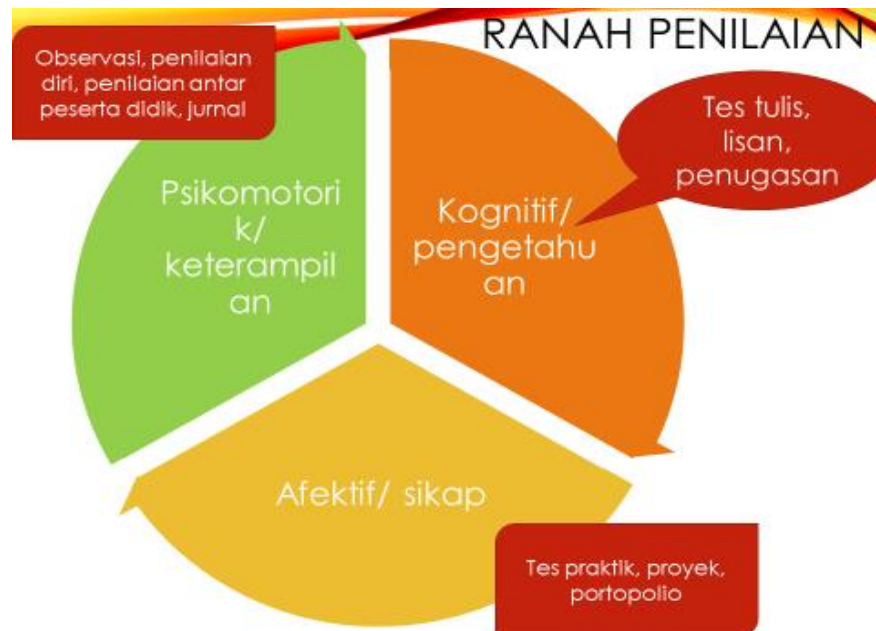 RANAH PENILAIAN
Observasi, penilaian
diri, penilaian antar
peserta didik, jurnal
Tes tulis,
lisan,
penugasan
Psikomotori
k/
keterampil
an
Kognitif/
pengetahu
an
Afektif/ sikap
Tes praktik, proyek,
portopolio